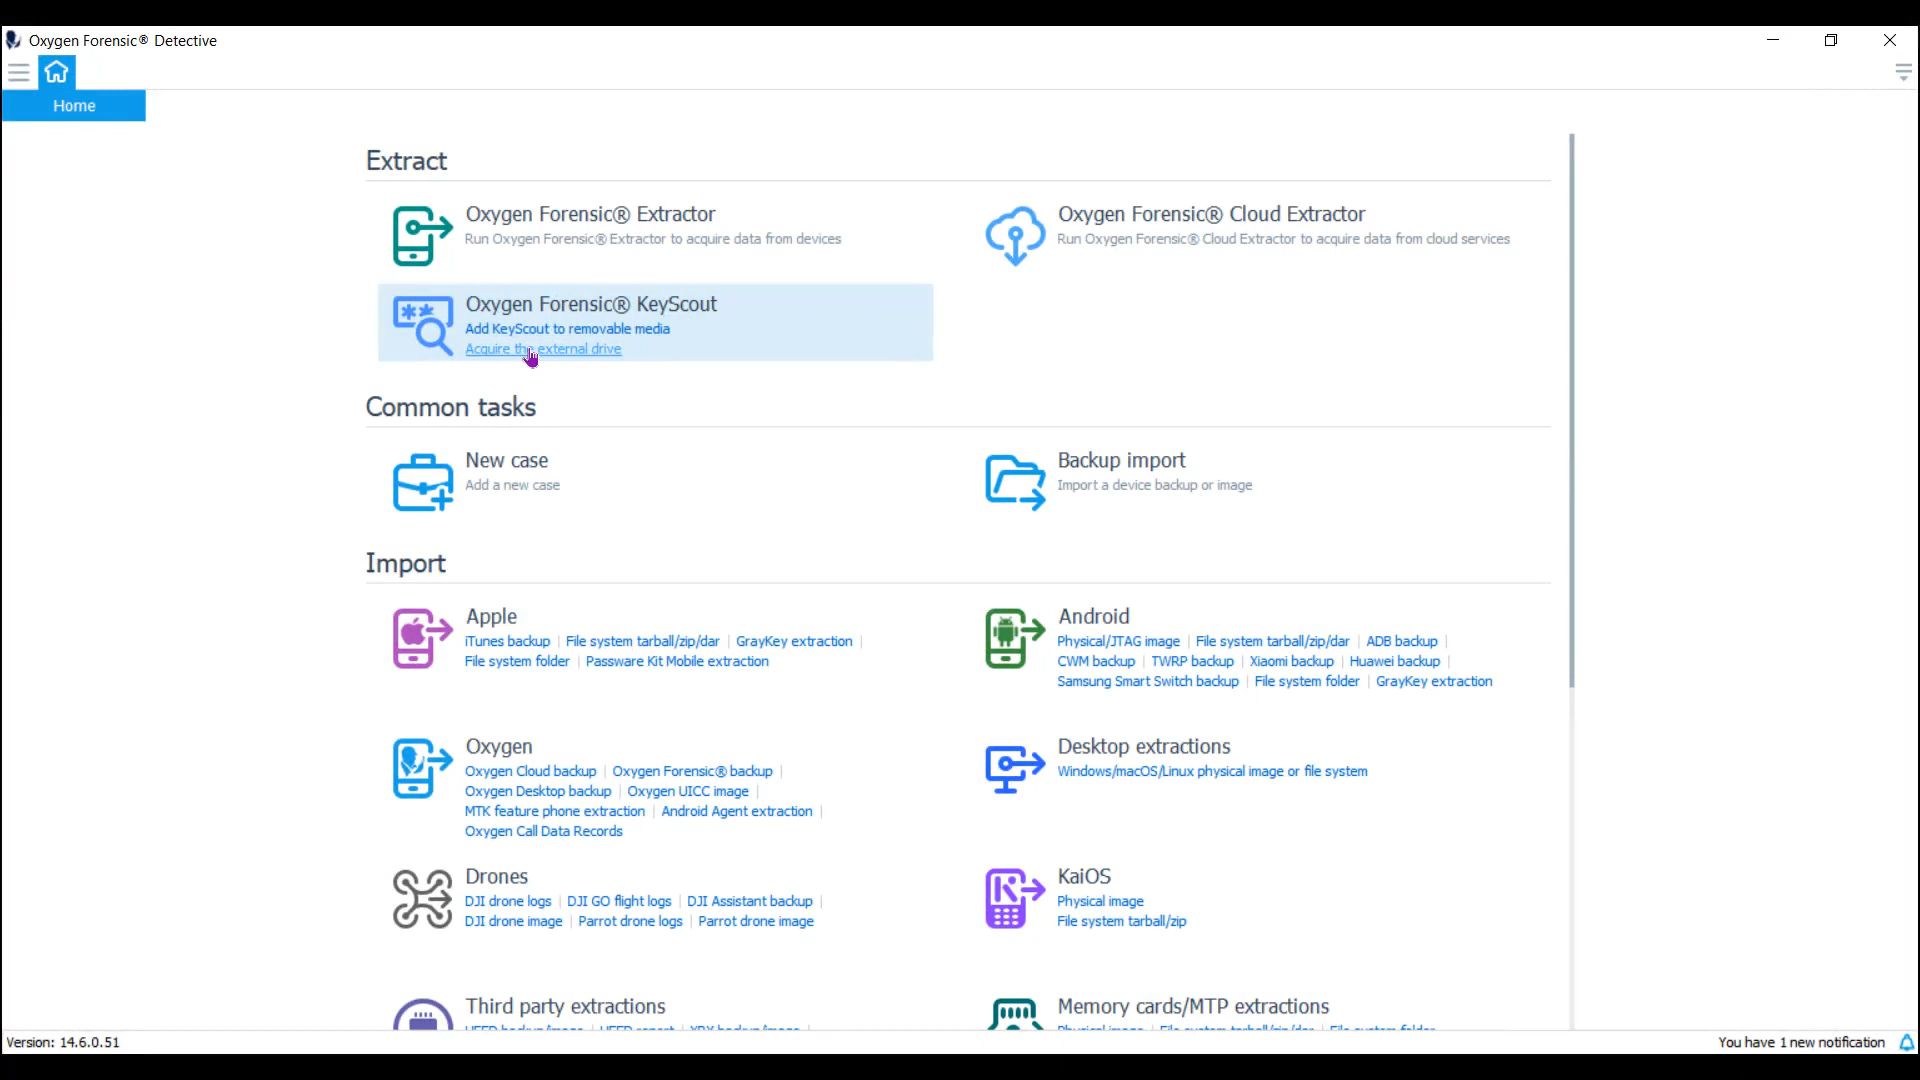 Oxygen Forensic® Detective
Home
Extract
Oxygen Forensic® Extractor
Run Oxygen Forensic® Extractor to acquire data from devices
Oxygen Forensic® Cloud Extractor
Run Oxygen Forensic® Cloud Extractor to acquire data from cloud services
Oxygen Forensic® KeyScout
Add KeyScout to removable media
Acquire the external drive
Common tasks
New case
Add a new case
Backup import
Import a device backup or image
Import
Apple
iTunes backup | File system tarball/zip/dar | GrayKey extraction |
File system folder | Passware Kit Mobile extraction
Android
Physical/JTAG image | File system tarball/zip/dar | ADB backup |
CWM backup | TWRP backup | Xiaomi backup | Huawei backup |
Samsung Smart Switch backup | File system folder | GrayKey extraction
Oxygen
Oxygen Cloud backup | Oxygen Forensic® backup |
Oxygen Desktop backup | Oxygen UICC image |
MTK feature phone extraction | Android Agent extraction |
Oxygen Call Data Records
Desktop extractions
Windows/macOS/Linux physical image or file system
Drones
DJI drone logs | DJI GO flight logs | DJI Assistant backup |
DJI drone image | Parrot drone logs | Parrot drone image
KaiOS
Physical image
File system tarball/zip
Third party extractions
Memory cards/MTP extractions
Version: 14.6.0.51
You have 1 new notification